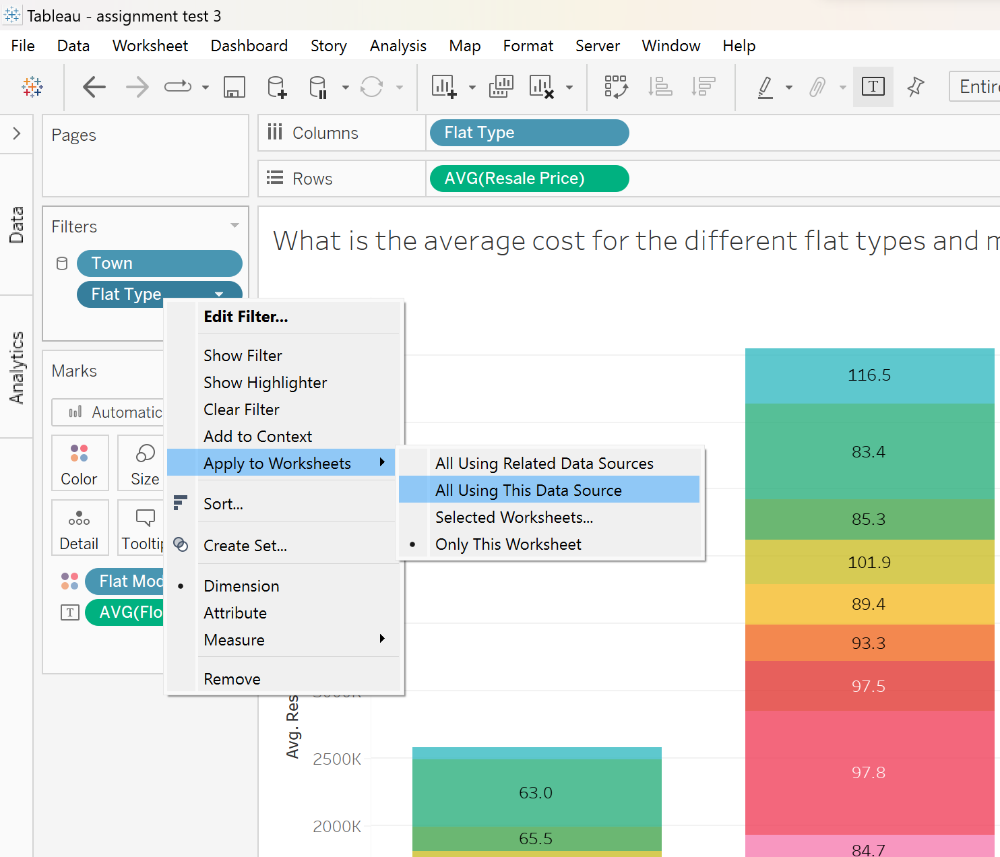 Tableau - assignment test 3
File Data Worksheet Dashboard Story Analysis Map Format Server Window Help
T
Pages
Columns
Flat Type
Rows
AVG(Resale Price)
Data
Analytics
Filters
Town
Flat Type
What is the average cost for the different flat types and
Edit Filter...
Show Filter
Show Highlighter
Clear Filter
Add to Context
Apply to Worksheets
Sort...
Create Set...
Dimension
Attribute
Measure
Remove
All Using Related Data Sources
All Using This Data Source
Selected Worksheets...
Only This Worksheet
Marks
Automatic
Color
Size
Detail
Tooltip
Flat Mod
T
AVG(Flo
116.5
83.4
85.3
101.9
89.4
93.3
97.5
97.8
84.7
Avg. Res
2500K
2000K
63.0
65.5